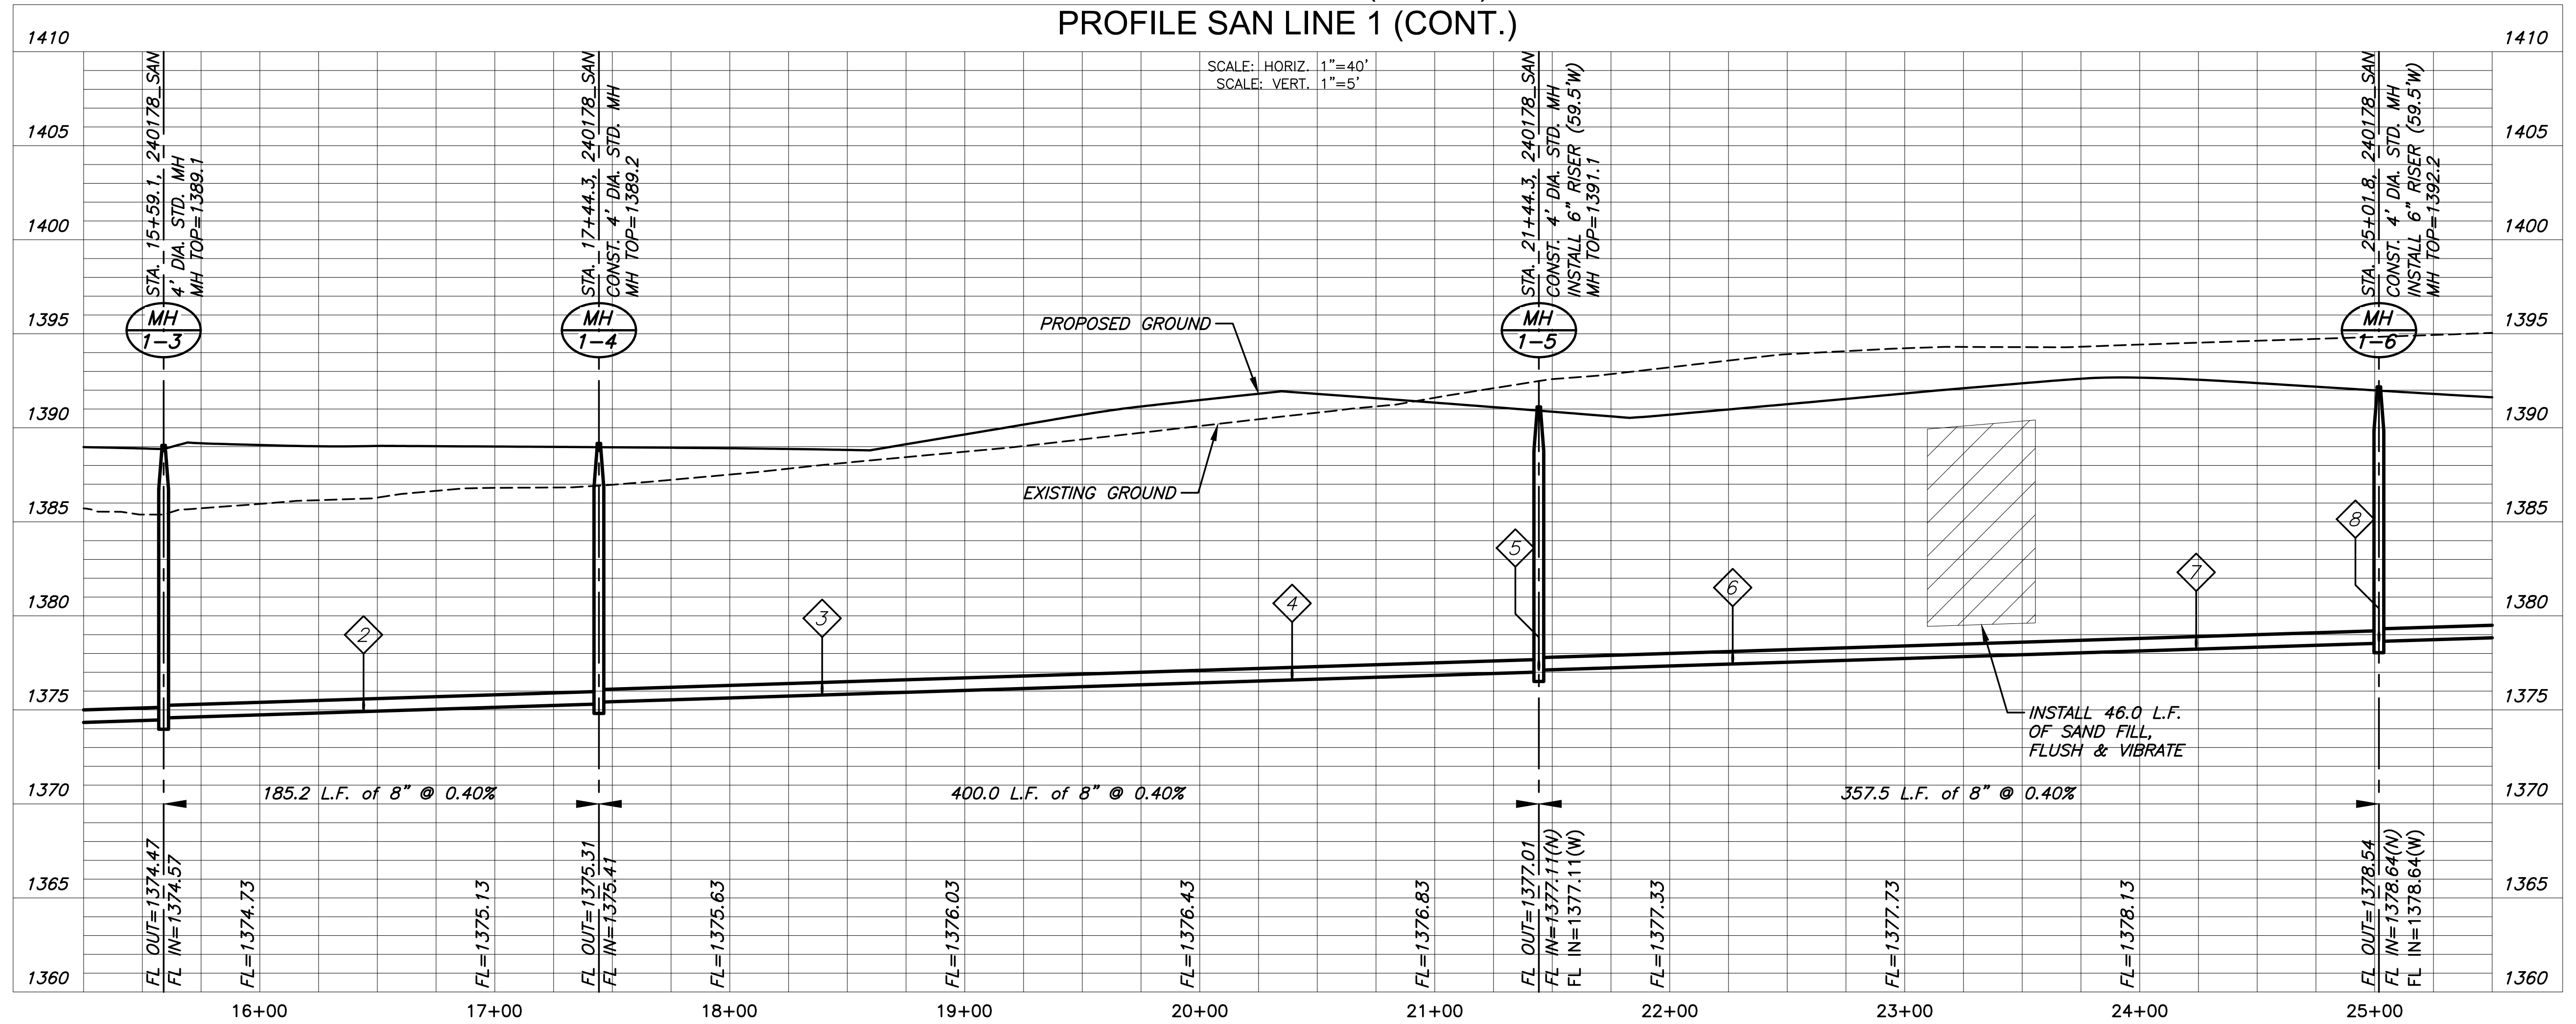 PROFILE SAN LINE 1 (CONT.)
SCALE: HORIZ. 1"=40'
SCALE: VERT. 1"=5'
1410
1405
1400
1395
1390
1385
1380
1375
1370
1365
1360
1410
1405
1400
1395
1390
1385
1380
1375
1370
1365
1360
STA. 15+59.1, 240178_SAN
4' DIA. STD. MH
MH TOP=1389.1
MH
1-3
STA. 17+44.3, 240178_SAN
CONST. 4' DIA. STD. MH
MH TOP=1389.2
MH
1-4
STA. 21+44.3, 240178_SAN
CONST. 4' DIA. STD. MH
INSTALL 6" RISER (59.5'W)
MH TOP=1391.1
MH
1-5
STA. 25+01.8, 240178_SAN
CONST. 4' DIA. STD. MH
INSTALL 6" RISER (59.5'W)
MH TOP=1392.2
MH
1-6
PROPOSED GROUND
EXISTING GROUND
2
3
4
5
6
7
8
INSTALL 46.0 L.F.
OF SAND FILL,
FLUSH & VIBRATE
185.2 L.F. of 8" @ 0.40%
400.0 L.F. of 8" @ 0.40%
357.5 L.F. of 8" @ 0.40%
FL OUT=1374.47
FL IN=1374.57
FL=1374.73
FL=1375.13
FL OUT=1375.31
FL IN=1375.41
FL=1375.63
FL=1376.03
FL=1376.43
FL=1376.83
FL OUT=1377.01
FL IN=1377.11(N)
FL IN=1377.11(W)
FL=1377.33
FL=1377.73
FL=1378.13
FL OUT=1378.54
FL IN=1378.64(N)
FL IN=1378.64(W)
16+00
17+00
18+00
19+00
20+00
21+00
22+00
23+00
24+00
25+00